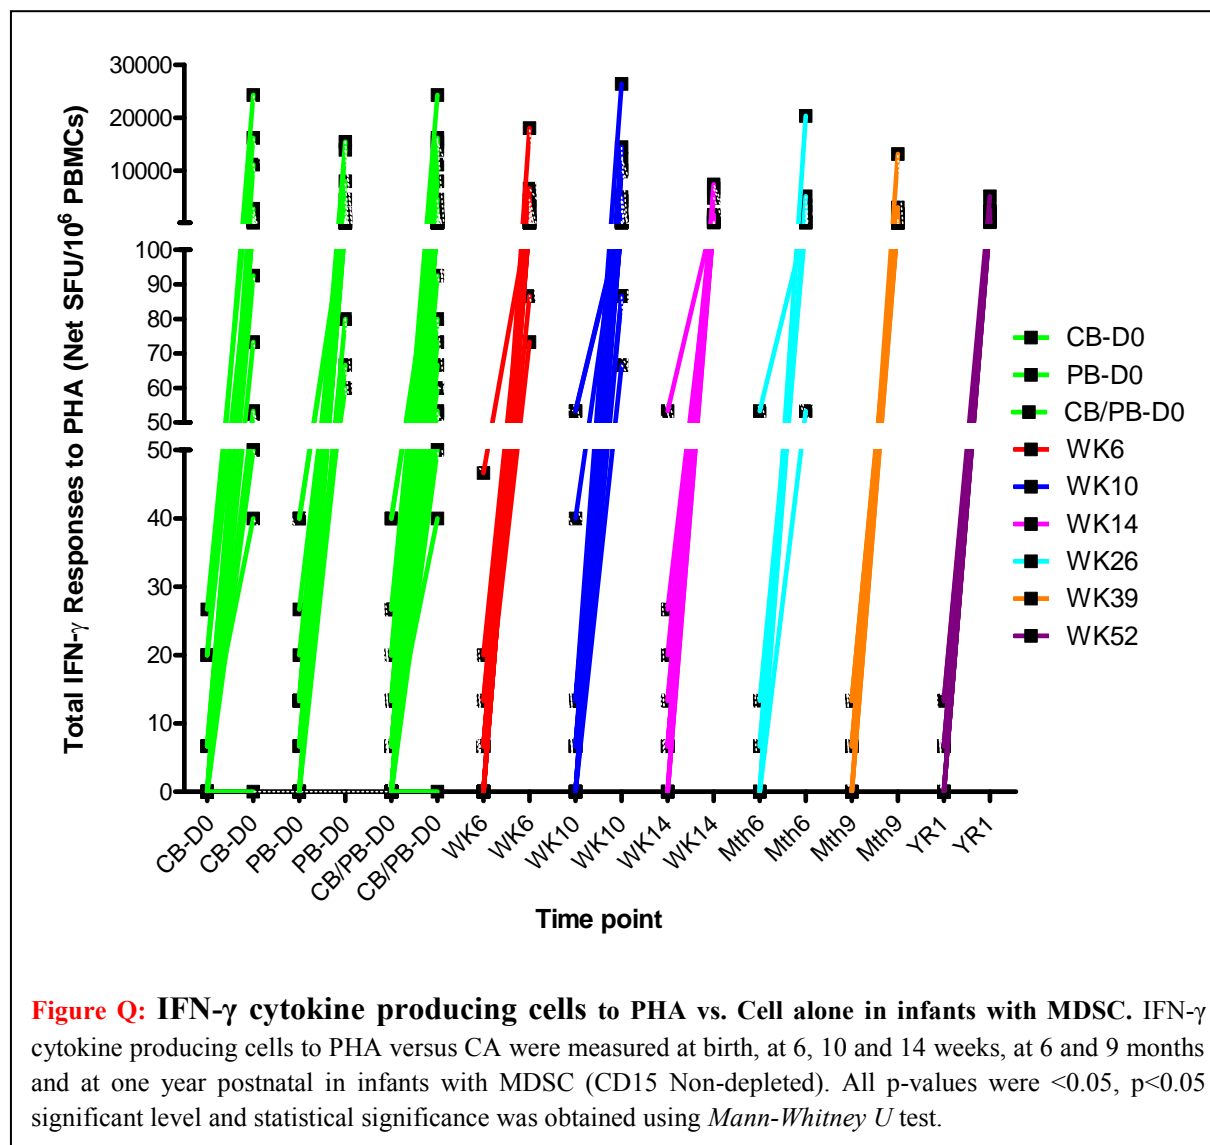 Total IFN-γ Responses to PHA (Net SFU/10⁶ PBMCs)
30000
20000
10000
100
90
80
70
60
50
50
40
30
20
10
0
CB-D0
CB-D0
PB-D0
PB-D0
CB/PB-D0
CB/PB-D0
WK6
WK6
WK10
WK10
WK14
WK14
Mth6
Mth6
Mth9
Mth9
YR1
YR1
Time point
CB-D0
PB-D0
CB/PB-D0
WK6
WK10
WK14
WK26
WK39
WK52
Figure Q: IFN-γ cytokine producing cells to PHA vs. Cell alone in infants with MDSC. IFN-γ
cytokine producing cells to PHA versus CA were measured at birth, at 6, 10 and 14 weeks, at 6 and 9 months
and at one year postnatal in infants with MDSC (CD15 Non-depleted). All p-values were <0.05, p<0.05
significant level and statistical significance was obtained using Mann-Whitney U test.